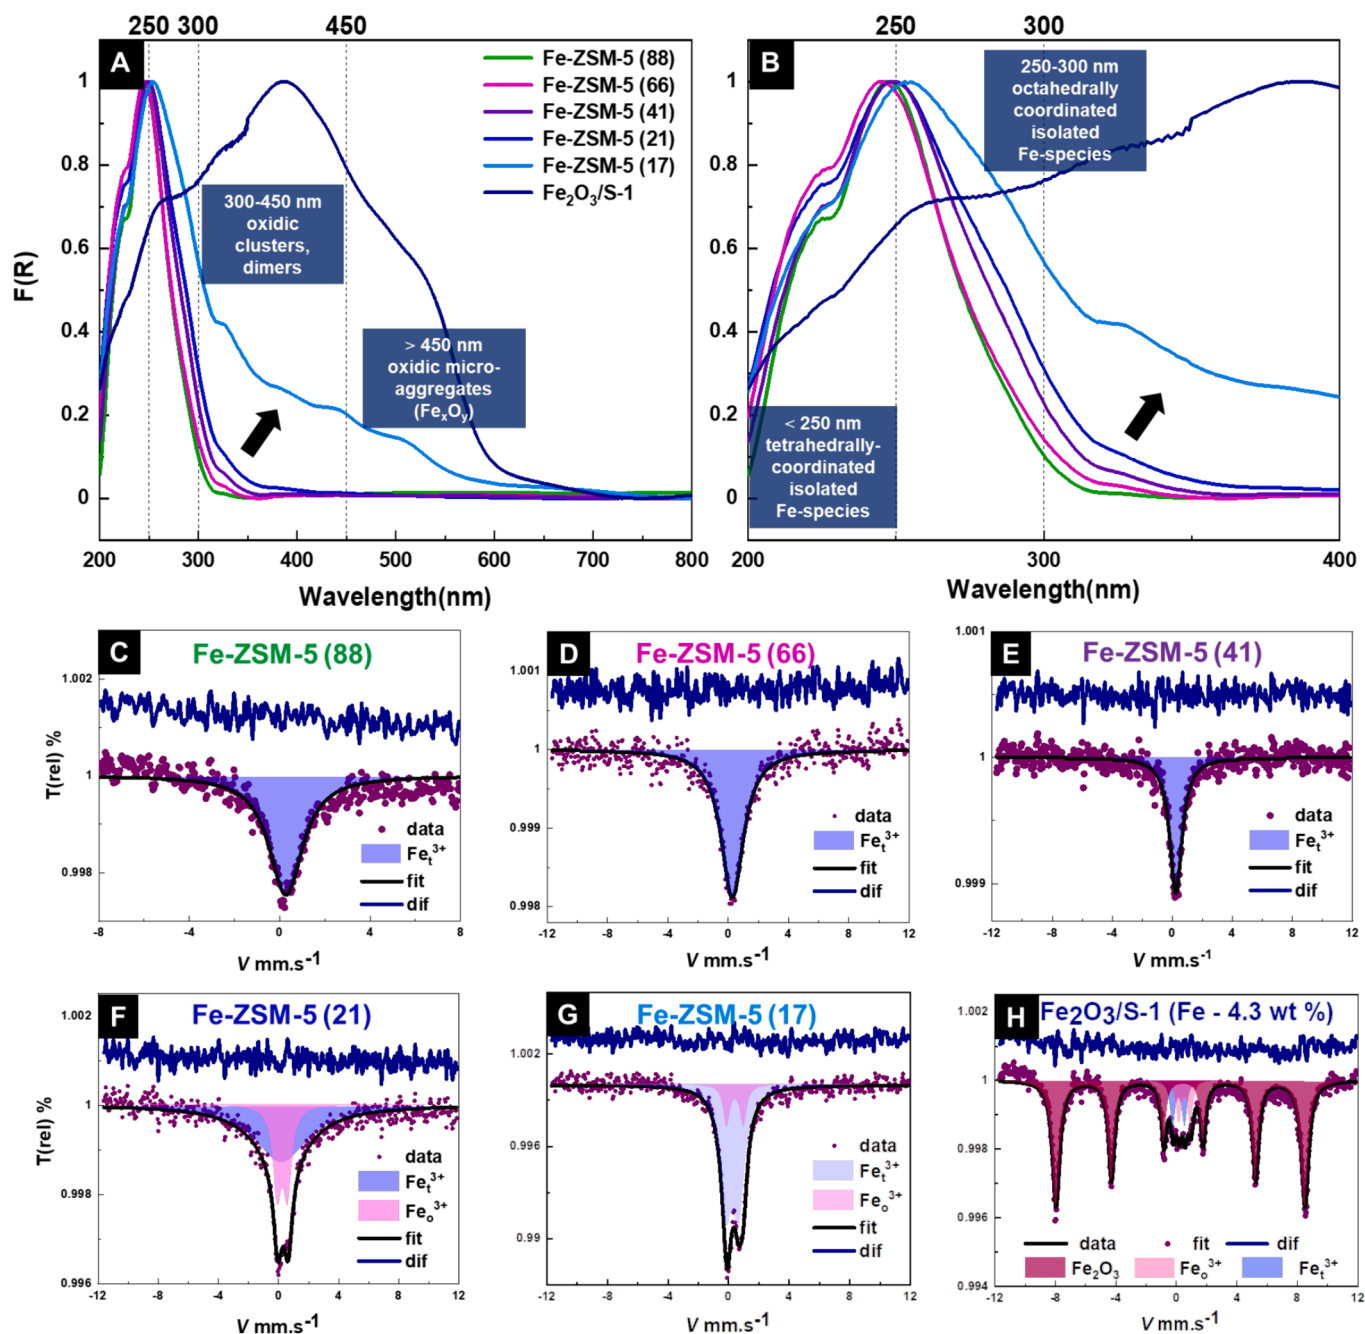 250 300 450
A
Fe-ZSM-5 (88)
Fe-ZSM-5 (66)
Fe-ZSM-5 (41)
Fe-ZSM-5 (21)
Fe-ZSM-5 (17)
Fe₂O₃/S-1
300-450 nm
oxidic
clusters,
dimers
> 450 nm
oxidic micro-
aggregates
(FeₓOᵧ)
F(R)
1
0.8
0.6
0.4
0.2
0
200 300 400 500 600 700 800
Wavelength(nm)
250 300
B
250-300 nm
octahedrally
coordinated
isolated
Fe-species
< 250 nm
tetrahedrally-
coordinated
isolated
Fe-species
1
0.8
0.6
0.4
0.2
0
200 300 400
Wavelength(nm)
C
Fe-ZSM-5 (88)
1.002
1
0.998
T(rel) %
data
Feₜ³⁺
fit
dif
-8 -4 0 4 8
V mm.s⁻¹
D
Fe-ZSM-5 (66)
1.001
1
0.999
0.998
data
Feₜ³⁺
fit
dif
-12 -8 -4 0 4 8 12
V mm.s⁻¹
E
Fe-ZSM-5 (41)
1.001
1
0.999
data
Feₜ³⁺
fit
dif
-12 -8 -4 0 4 8 12
V mm.s⁻¹
F
Fe-ZSM-5 (21)
1.002
1
0.998
0.996
T(rel) %
data
Feₜ³⁺
Feₒ³⁺
fit
dif
-12 -8 -4 0 4 8 12
V mm.s⁻¹
G
Fe-ZSM-5 (17)
1.002
1
0.996
0.99
data
Feₜ³⁺
Feₒ³⁺
fit
dif
-12 -8 -4 0 4 8 12
V mm.s⁻¹
H
Fe₂O₃/S-1 (Fe - 4.3 wt %)
1.002
1
0.998
0.996
0.994
data fit dif
Fe₂O₃ Feₒ³⁺ Feₜ³⁺
-12 -8 -4 0 4 8 12
V mm.s⁻¹